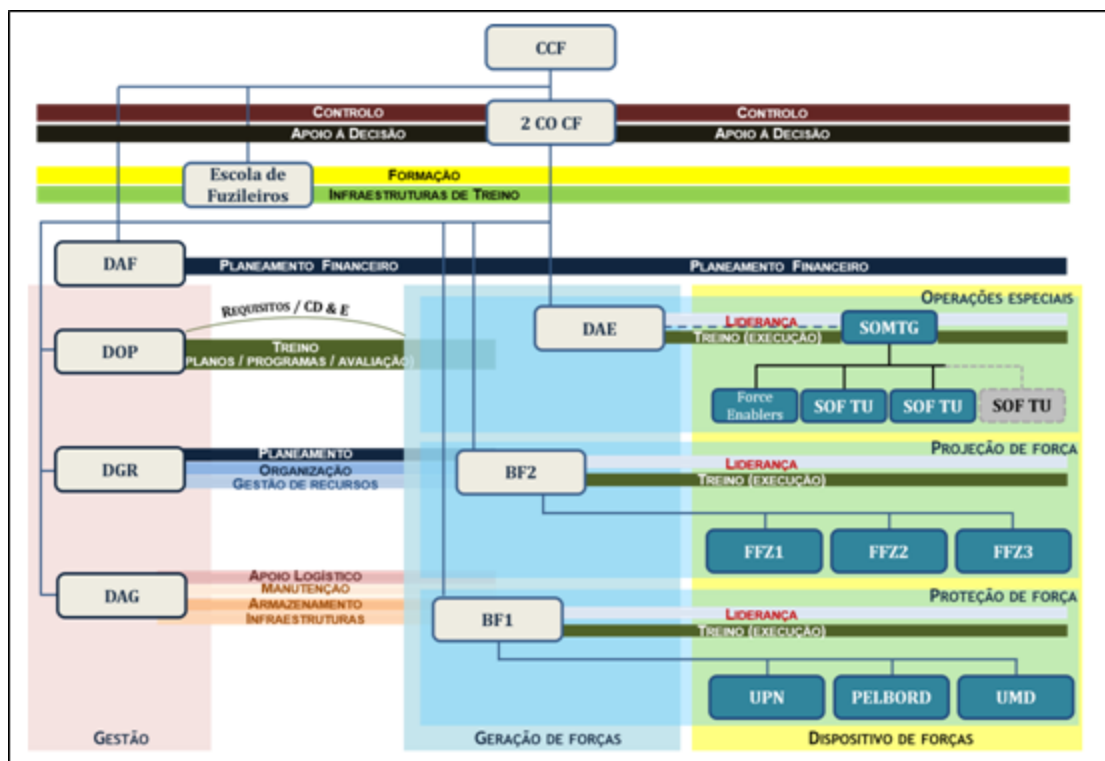 CCF
CONTROLO
CONTROLO
2 CO CF
APOIO Á DECISÃO
APOIO Á DECISÃO
Escola de
Fuzileiros
FORMAÇÃO
INFRAESTRUTURAS DE TREINO
DAF
PLANEAMENTO FINANCEIRO
PLANEAMENTO FINANCEIRO
REQUISITOS / CD & E
OPERAÇÕES ESPECIAIS
DAE
LIDERANÇA
TREINO (EXECUÇÃO)
SOMTG
DOP
TREINO
PLANOS / PROGRAMAS / AVALIAÇÃO)
Force
Enablers
SOF TU
SOF TU
SOF TU
PROJEÇÃO DE FORÇA
DGR
PLANEAMENTO
ORGANIZAÇÃO
GESTÃO DE RECURSOS
BF2
LIDERANÇA
TREINO (EXECUÇÃO)
FFZ1
FFZ2
FFZ3
DAG
APOIO LOGÍSTICO
MANUTENÇÃO
ARMAZENAMENTO
INFRAESTRUTURAS
PROTEÇÃO DE FORÇA
BF1
LIDERANÇA
TREINO (EXECUÇÃO)
UPN
PELBORD
UMD
GESTÃO
GERAÇÃO DE FORÇAS
DISPOSITIVO DE FORÇAS